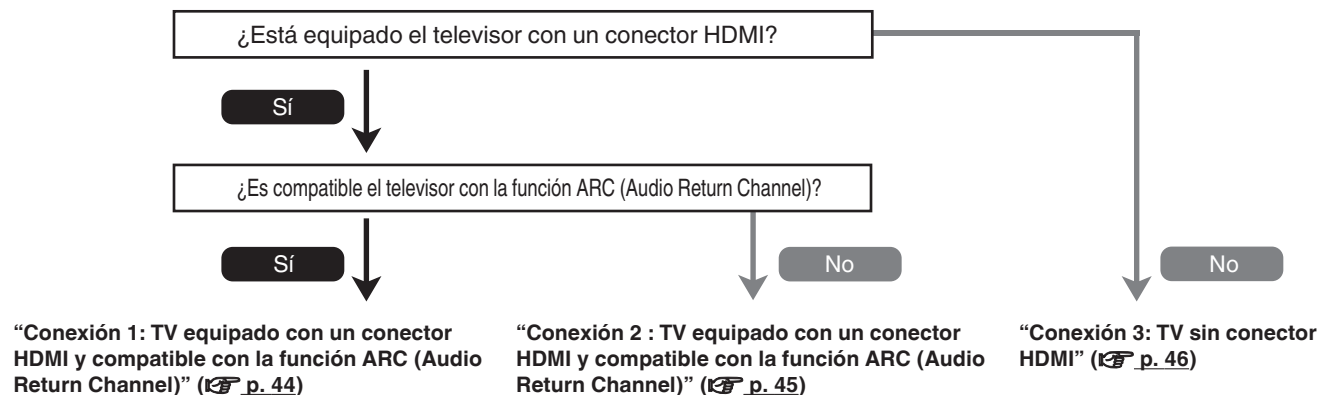 ¿Está equipado el televisor con un conector HDMI?
Sí
¿Es compatible el televisor con la función ARC (Audio Return Channel)?
Sí
No
No
“Conexión 1: TV equipado con un conector
HDMI y compatible con la función ARC (Audio
Return Channel)” (☞ p. 44)
“Conexión 2 : TV equipado con un conector
HDMI y compatible con la función ARC (Audio
Return Channel)” (☞ p. 45)
“Conexión 3: TV sin conector
HDMI” (☞ p. 46)